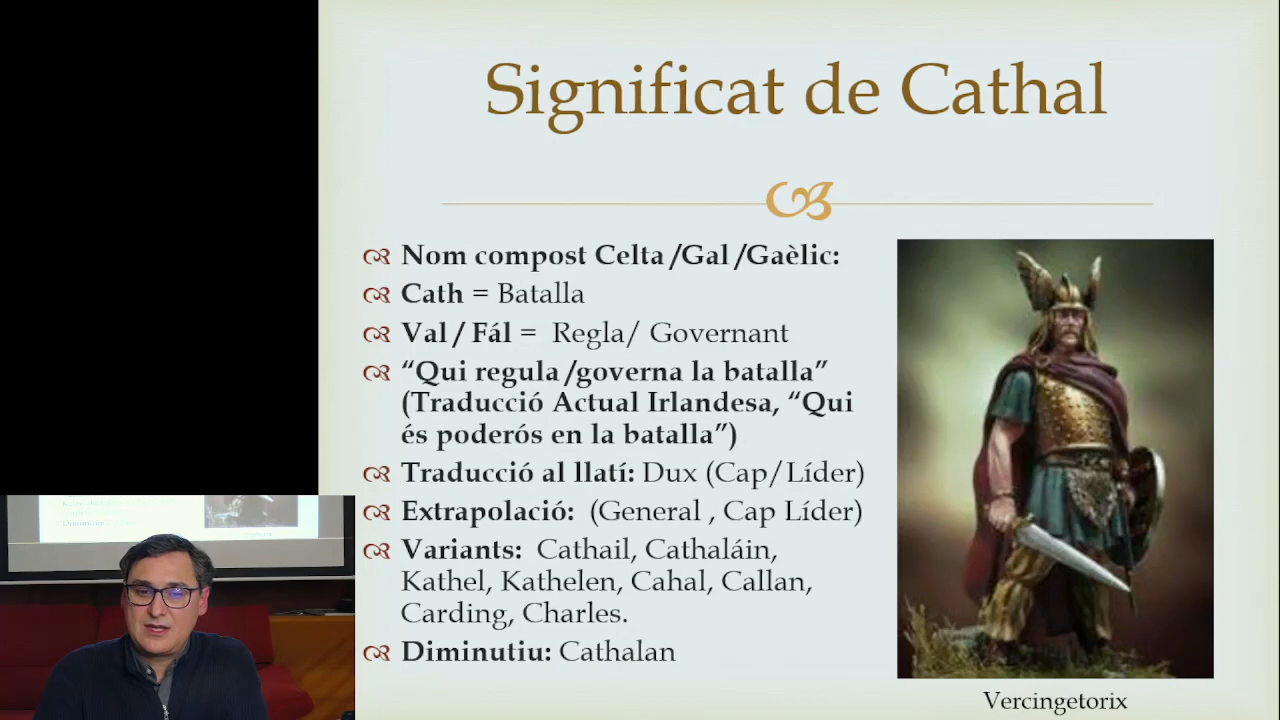 Significat de Cathal
Nom compost Celta /Gal /Gaèlic:
Cath = Batalla
Val / Fál = Regla/ Governant
“Qui regula /governa la batalla”
(Traducció Actual Irlandesa, “Qui
és poderós en la batalla”)
Traducció al llatí: Dux (Cap/Líder)
Extrapolació: (General , Cap Líder)
Variants: Cathail, Cathaláin,
Kathel, Kathelen, Cahal, Callan,
Carding, Charles.
Diminutiu: Cathalan
Vercingetorix